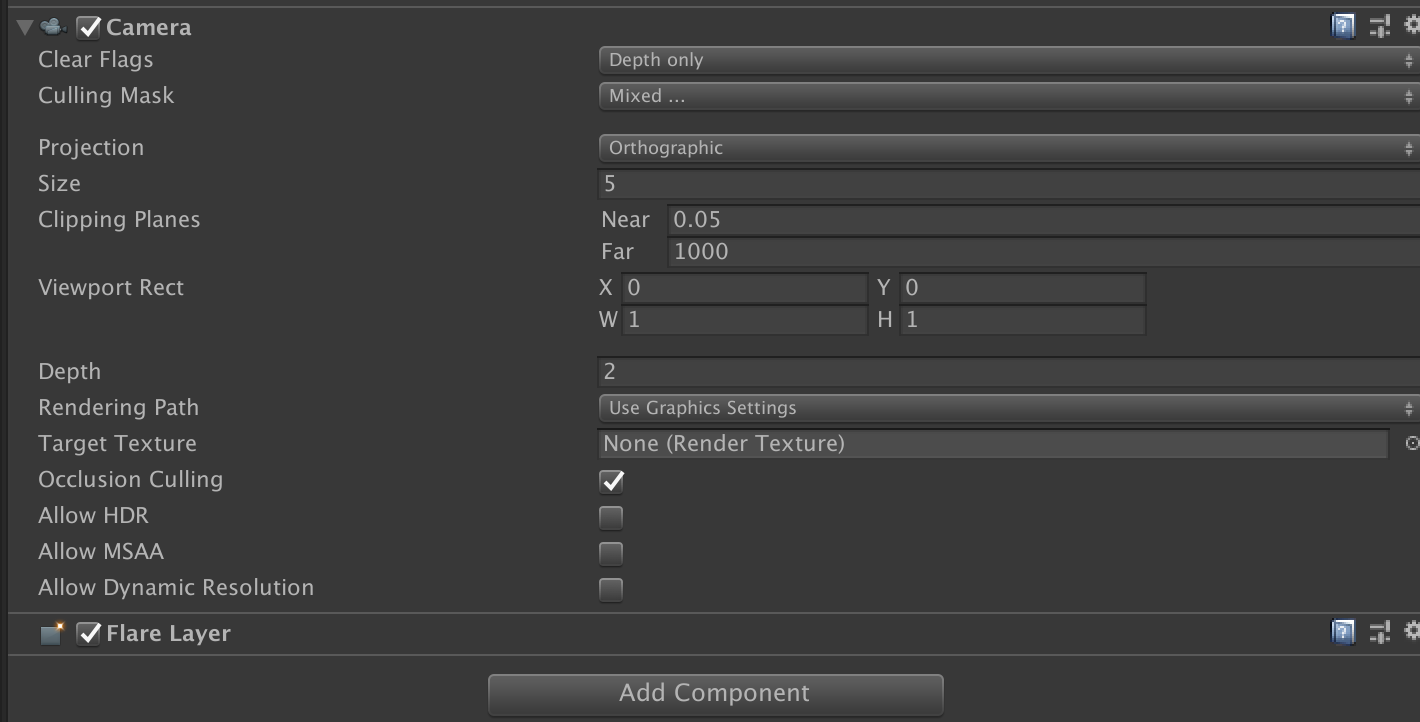 Camera
Clear Flags Depth only
Culling Mask Mixed ...
Projection Orthographic
Size 5
Clipping Planes Near 0.05
Far 1000
Viewport Rect X 0 Y 0
W 1 H 1
Depth 2
Rendering Path Use Graphics Settings
Target Texture None (Render Texture)
Occlusion Culling
Allow HDR
Allow MSAA
Allow Dynamic Resolution
Flare Layer
Add Component